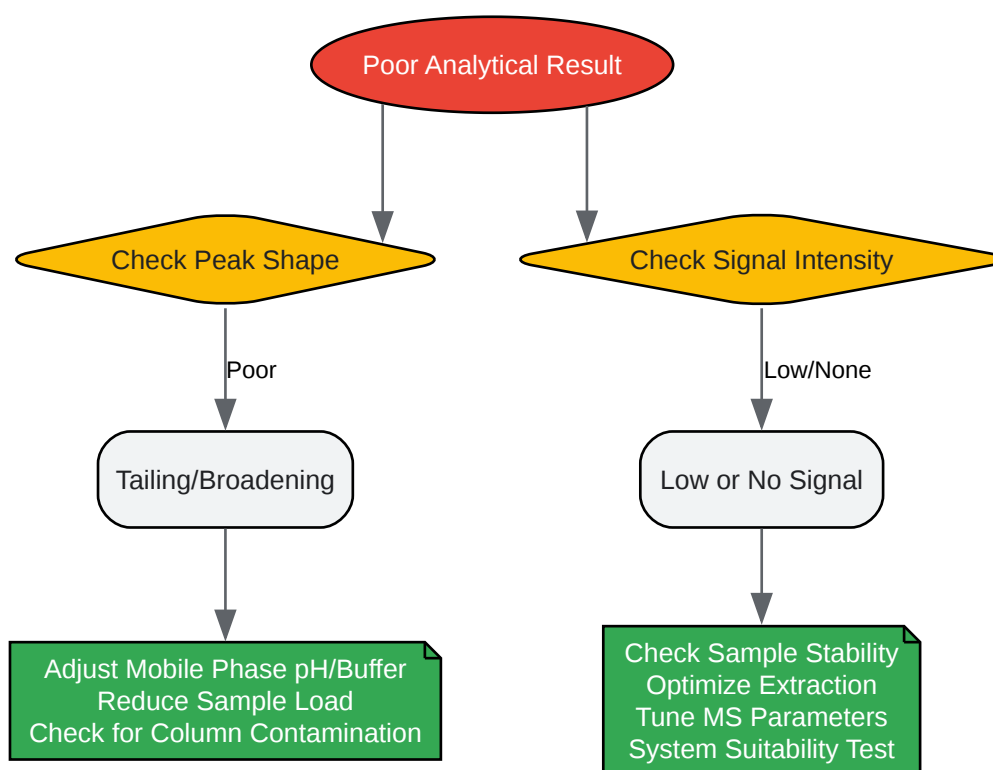 Poor Analytical Result
Check Peak Shape
Check Signal Intensity
Poor
Low/None
Tailing/Broadening
Low or No Signal
Adjust Mobile Phase pH/Buffer
Reduce Sample Load
Check for Column Contamination
Check Sample Stability
Optimize Extraction
Tune MS Parameters
System Suitability Test